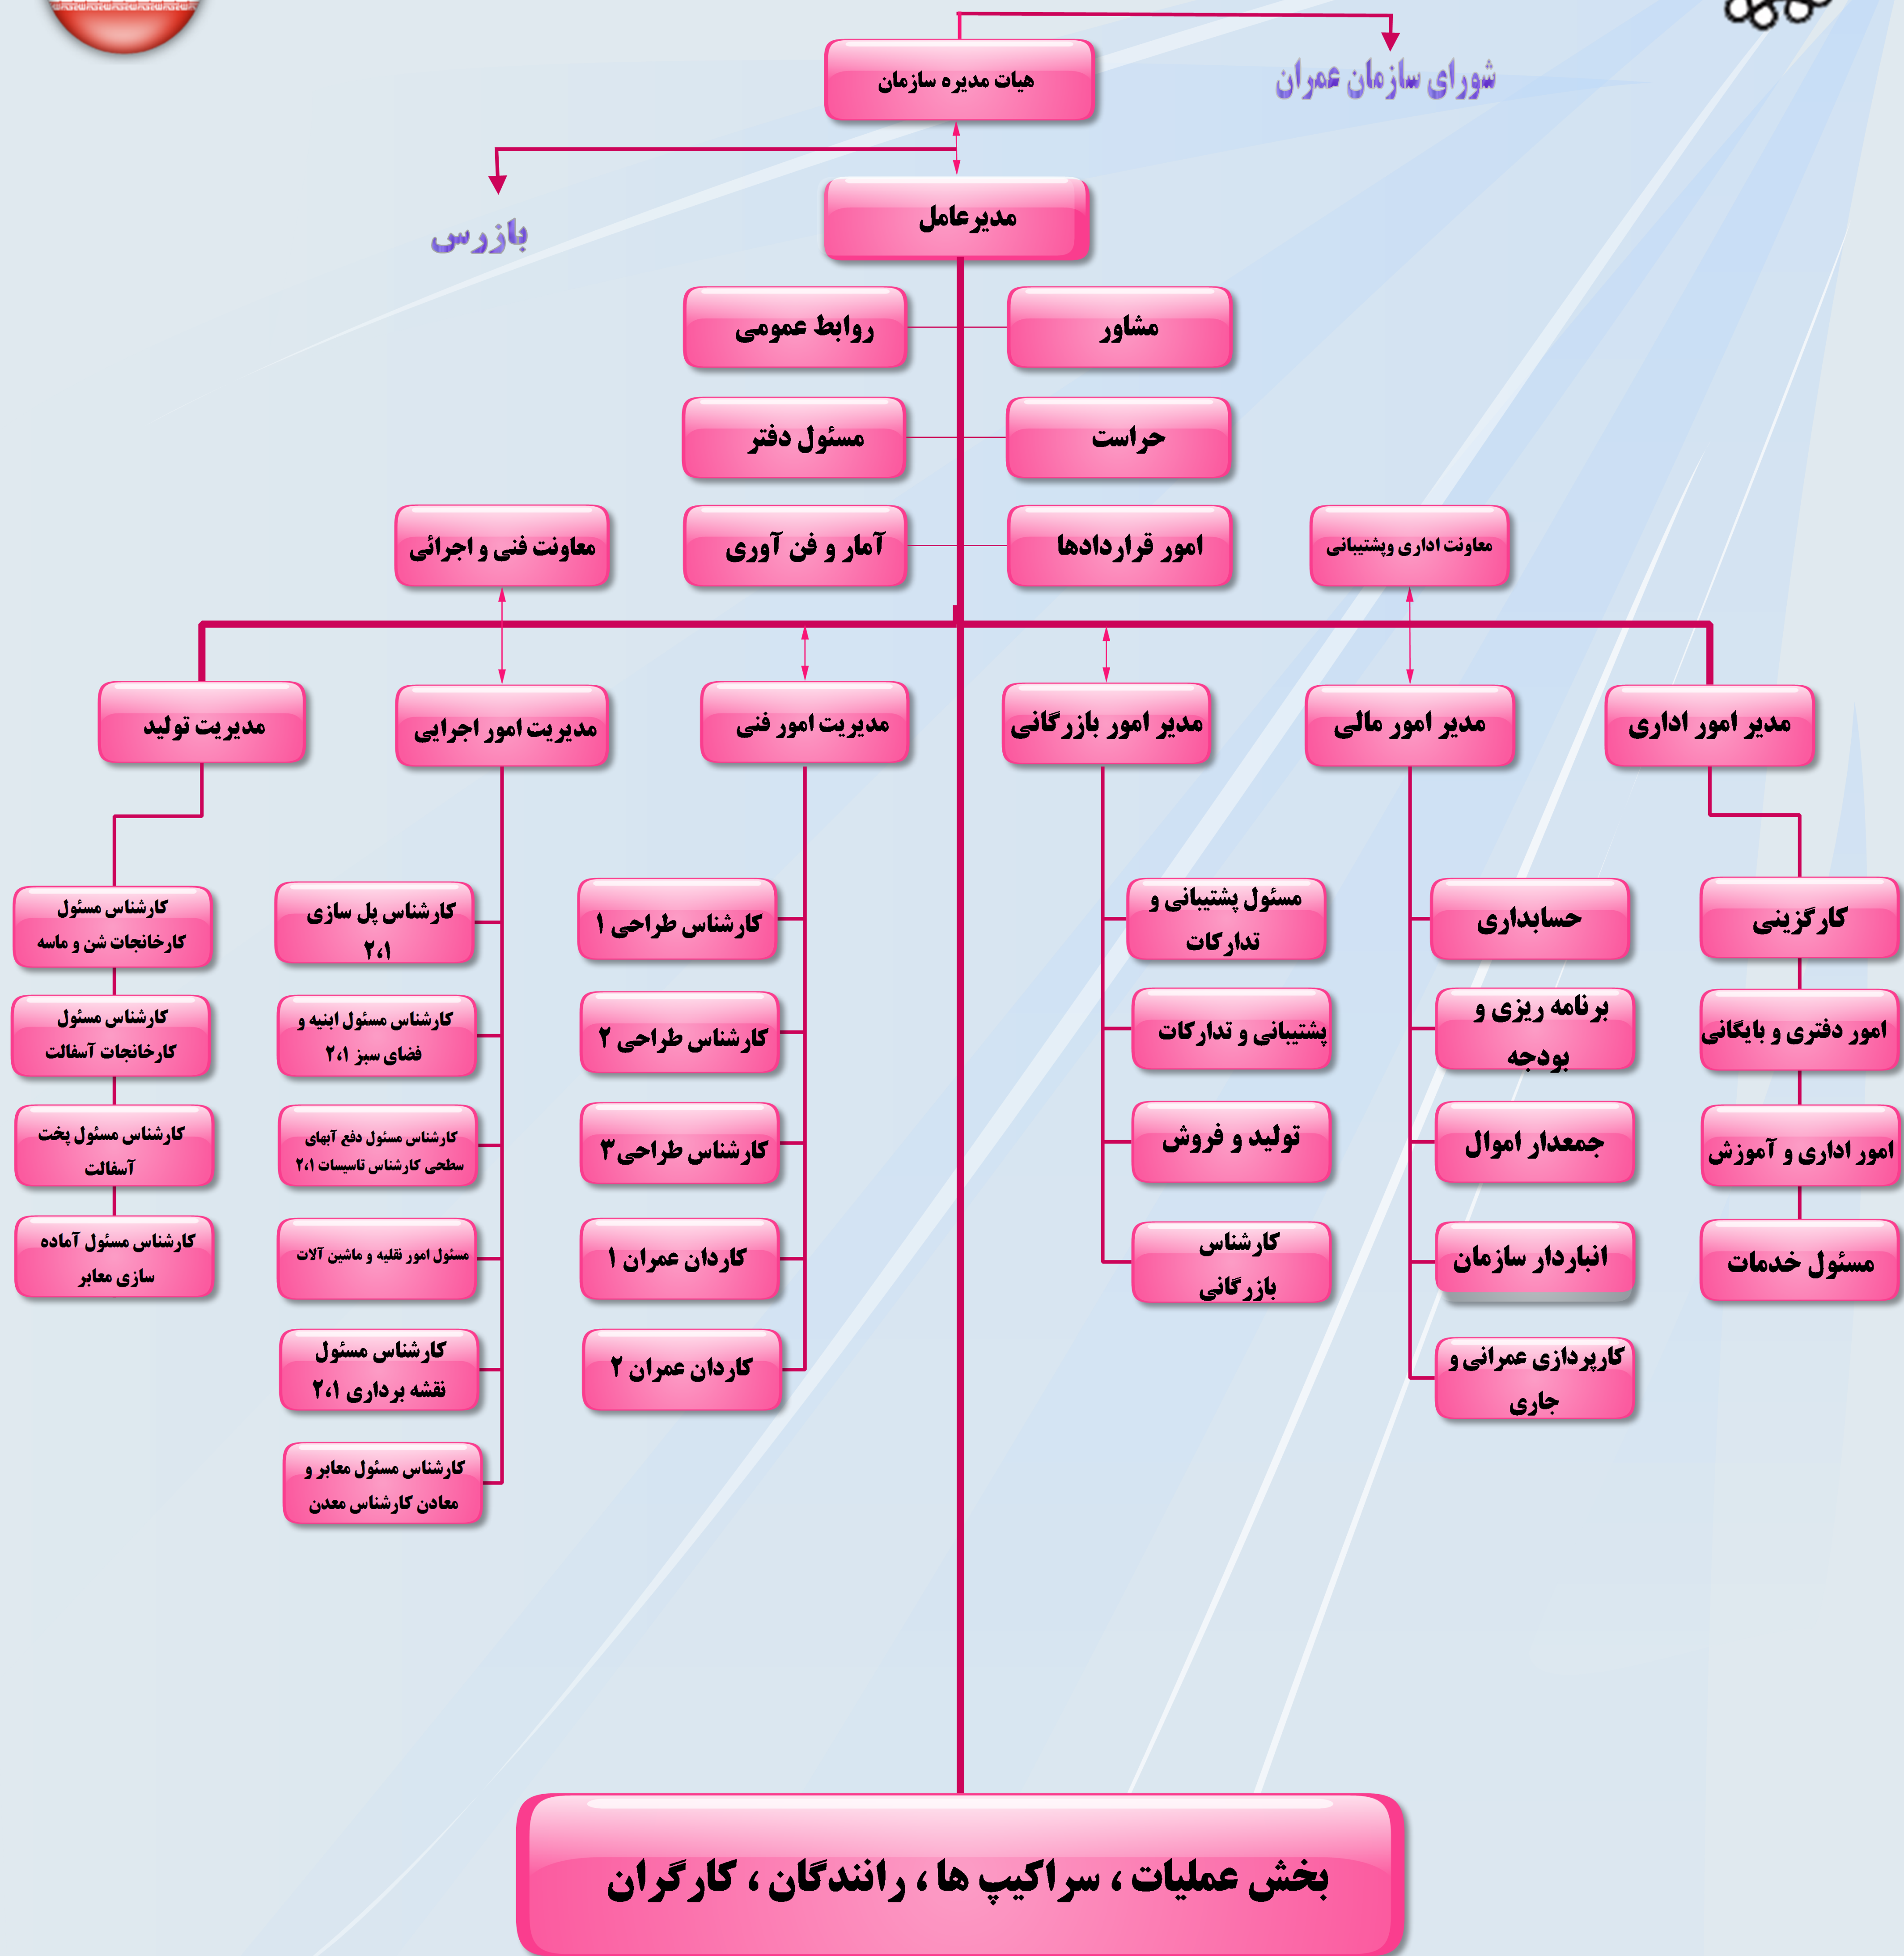 هیات مدیره سازمان
شورای سازمان عمران
مدیرعامل
بازرس
مشاور
روابط عمومی
حراست
مسئول دفتر
معاونت اداری وپشتیبانی
امور قراردادها
آمار و فن آوری
معاونت فنی و اجرائی
مدیر امور اداری
مدیر امور مالی
مدیر امور بازرگانی
مدیریت امور فنی
مدیریت امور اجرایی
مدیریت تولید
کارگزینی
امور دفتری و بایگانی
امور اداری و آموزش
مسئول خدمات
حسابداری
برنامه ریزی و
بودجه
جمعدار اموال
انباردار سازمان
کارپردازی عمرانی و
جاری
مسئول پشتیبانی و
تدارکات
پشتیبانی و تدارکات
تولید و فروش
کارشناس
بازرگانی
کارشناس طراحی ۱
کارشناس طراحی ۲
کارشناس طراحی۳
کاردان عمران ۱
کاردان عمران ۲
کارشناس پل سازی
۲،۱
کارشناس مسئول ابنیه و
فضای سبز ۲،۱
کارشناس مسئول دفع آبهای
سطحی کارشناس تاسیسات ۲،۱
مسئول امور نقلیه و ماشین آلات
کارشناس مسئول
نقشه برداری ۲،۱
کارشناس مسئول معابر و
معادن کارشناس معدن
کارشناس مسئول
کارخانجات شن و ماسه
کارشناس مسئول
کارخانجات آسفالت
کارشناس مسئول پخت
آسفالت
کارشناس مسئول آماده
سازی معابر
بخش عملیات ، سراکیپ ها ، رانندگان ، کارگران